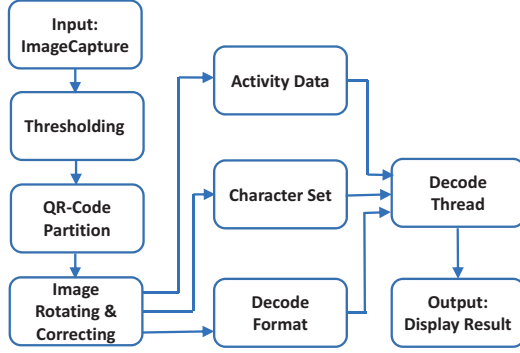 Input:
ImageCapture
Thresholding
QR-Code
Partition
Image
Rotating &
Correcting
Activity Data
Character Set
Decode
Format
Decode
Thread
Output:
Display Result